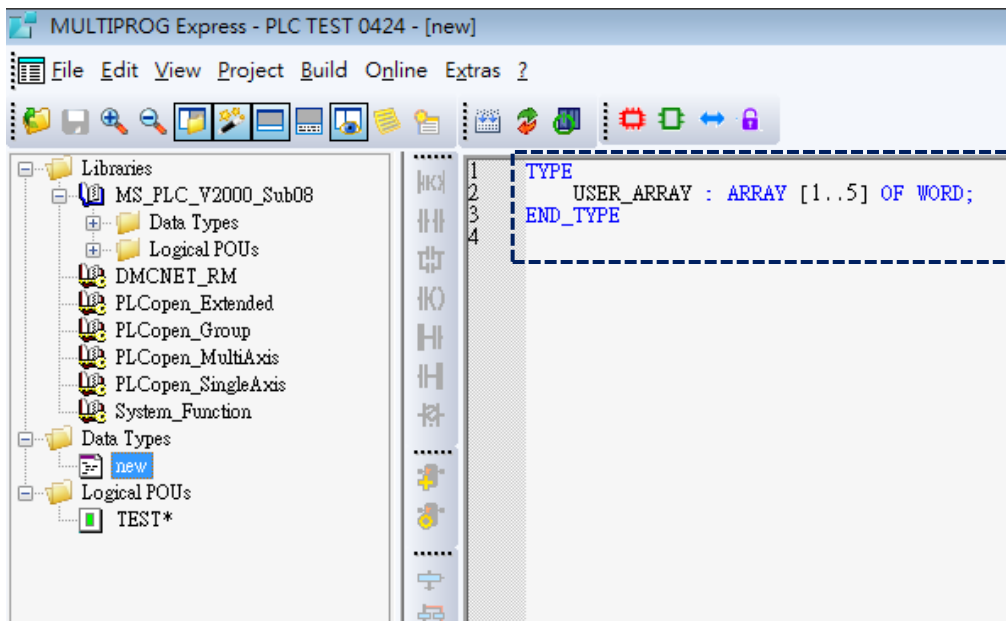 MULTIPROG Express - PLC TEST 0424 - [new]
File Edit View Project Build Online Extras ?
Libraries
MS_PLC_V2000_Sub08
Data Types
Logical POUs
DMCNET_RM
PLCopen_Extended
PLCopen_Group
PLCopen_MultiAxis
PLCopen_SingleAxis
System_Function
Data Types
new
Logical POUs
TEST*
1 TYPE
2 USER_ARRAY : ARRAY [1..5] OF WORD;
3 END_TYPE
4